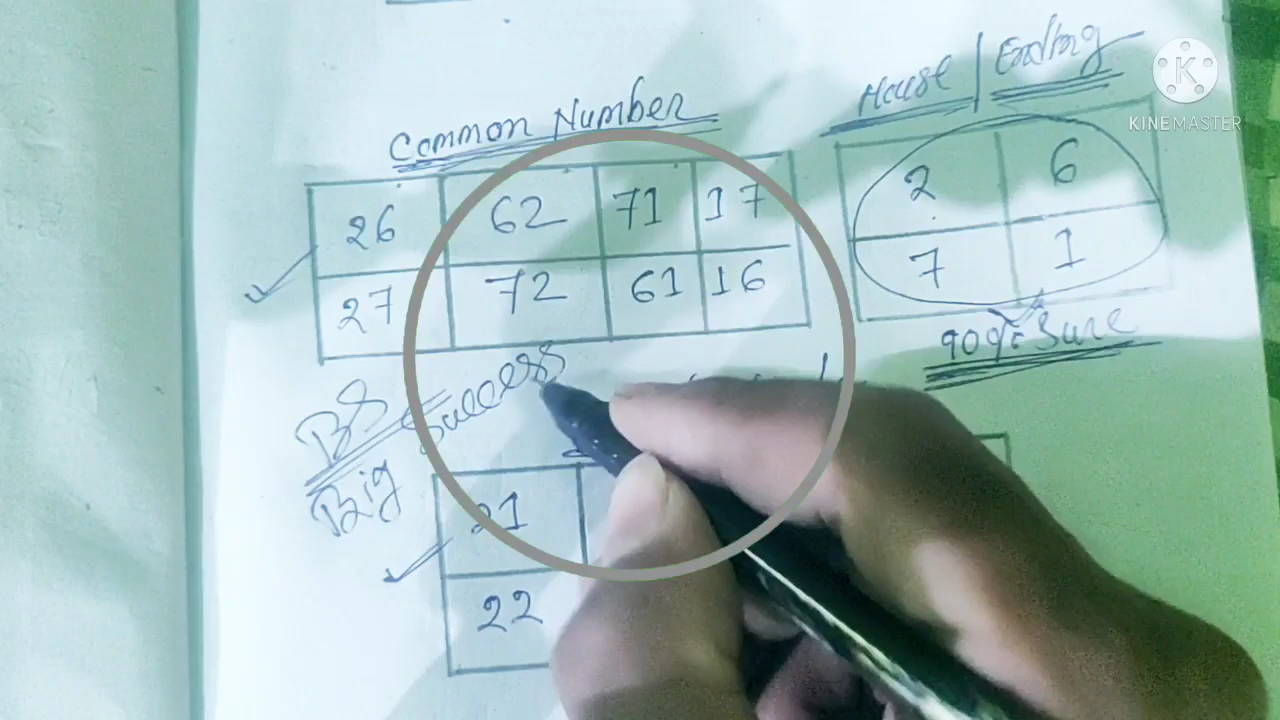 Common Number
House | Ending
26 62 71 17
27 72 61 16
2 6
7 1
90% Sure
BS
Big Success
21
22
K
KINEMASTER